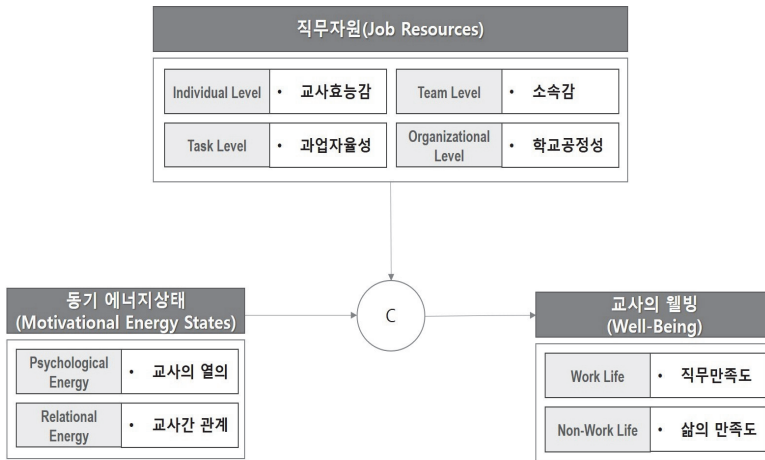 직무자원(Job Resources)
Individual Level
• 교사효능감
Team Level
• 소속감
Task Level
• 과업자율성
Organizational
Level
• 학교공정성
C
동기 에너지상태
(Motivational Energy States)
Psychological
Energy
• 교사의 열의
Relational
Energy
• 교사간 관계
교사의 웰빙
(Well-Being)
Work Life
• 직무만족도
Non-Work Life
• 삶의 만족도